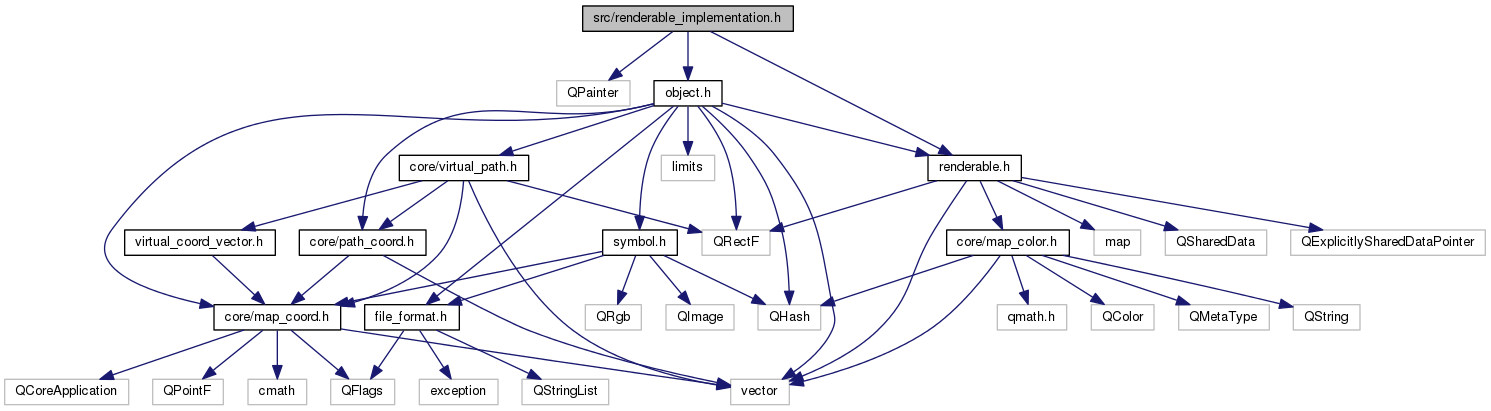 src/renderable_implementation.h
QPainter
object.h
core/virtual_path.h
limits
renderable.h
virtual_coord_vector.h
core/path_coord.h
symbol.h
QRectF
core/map_color.h
map
QSharedData
QExplicitlySharedDataPointer
core/map_coord.h
file_format.h
QRgb
QImage
QHash
qmath.h
QColor
QMetaType
QString
QCoreApplication
QPointF
cmath
QFlags
exception
QStringList
vector